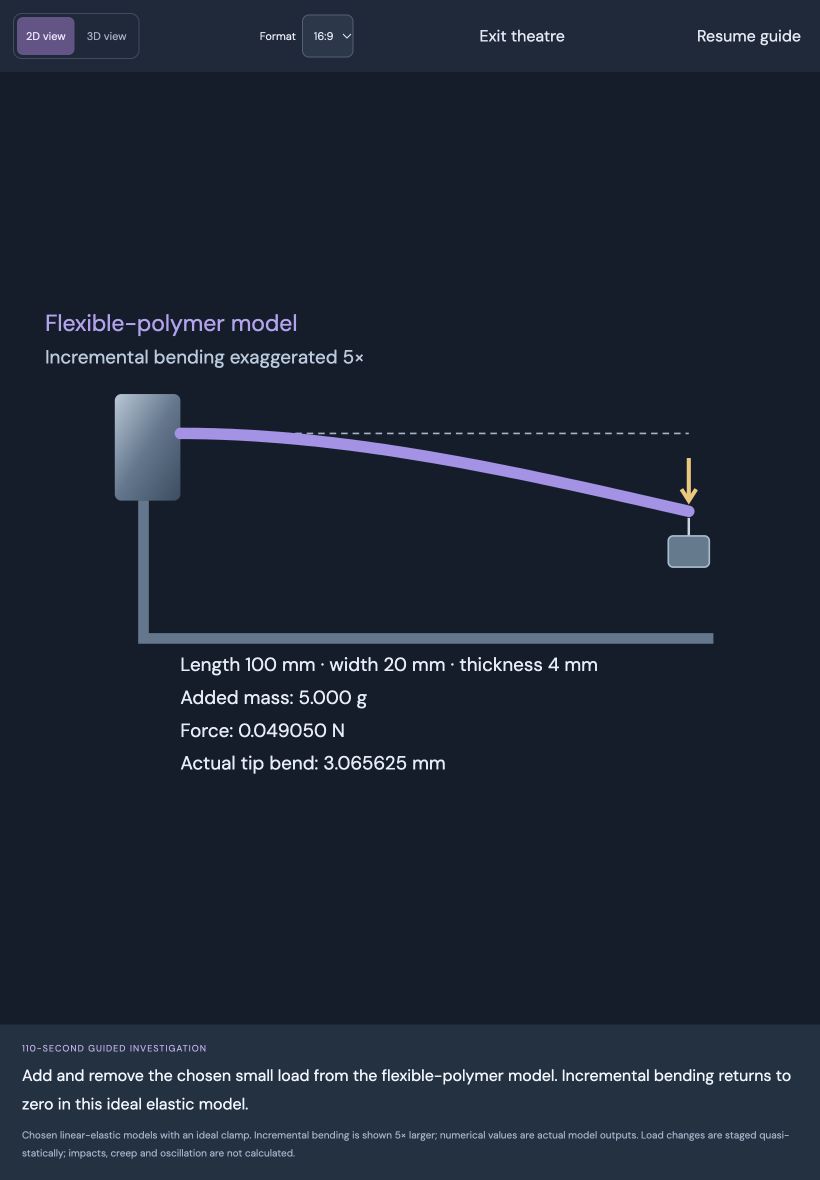 2D view
3D view
Format
16:9
Exit theatre
Resume guide
Flexible-polymer model
Incremental bending exaggerated 5×
Length 100 mm · width 20 mm · thickness 4 mm
Added mass: 5.000 g
Force: 0.049050 N
Actual tip bend: 3.065625 mm
110-SECOND GUIDED INVESTIGATION
Add and remove the chosen small load from the flexible-polymer model. Incremental bending returns to
zero in this ideal elastic model.
Chosen linear-elastic models with an ideal clamp. Incremental bending is shown 5× larger; numerical values are actual model outputs. Load changes are staged quasi-
statically; impacts, creep and oscillation are not calculated.